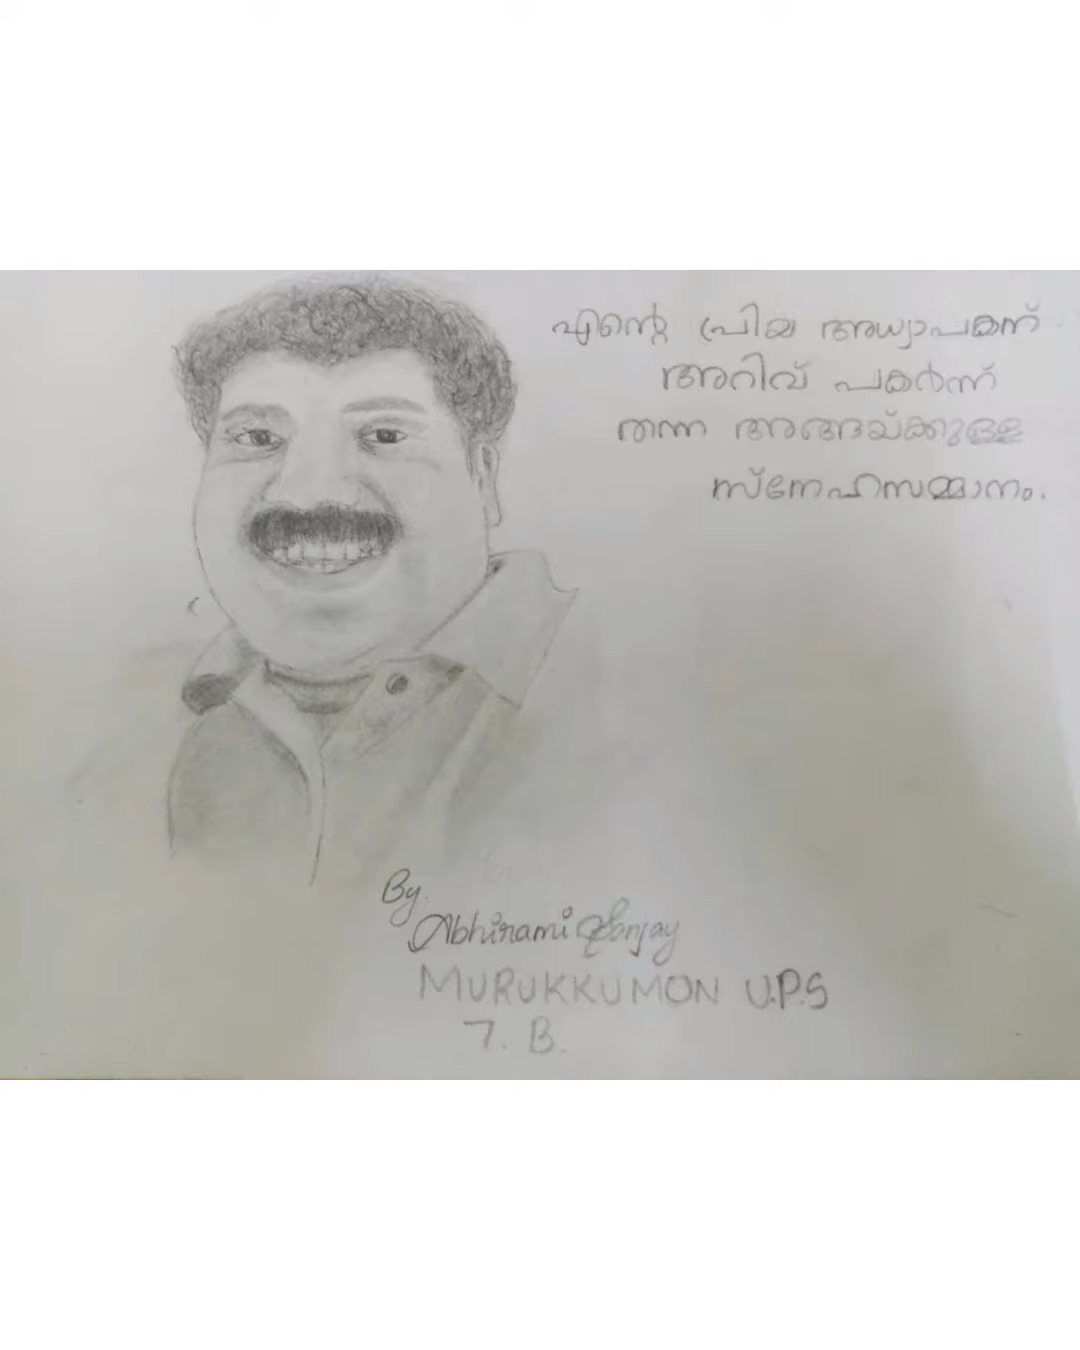 എന്റെ പ്രിയ അധ്യാപകന്
അറിവ് പകർന്ന്
തന്ന അങ്ങയ്ക്കുള്ള
സ്നേഹസമ്മാനം.
By.
Abhirami Sanjay
MURUKKUMON U.P.S
7. B.